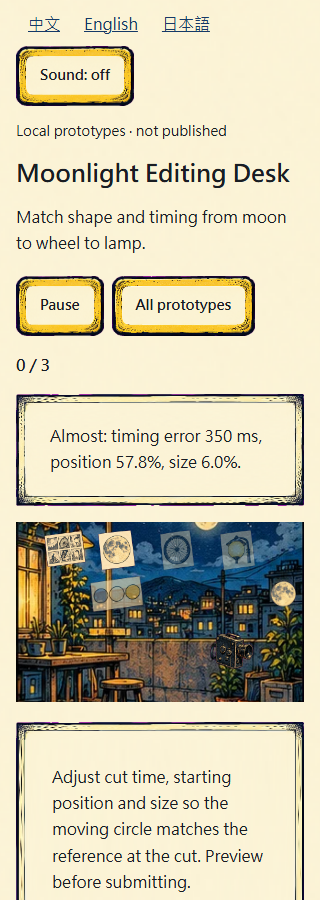 中文 English 日本語
Sound: off
Local prototypes · not published
Moonlight Editing Desk
Match shape and timing from moon
to wheel to lamp.
Pause All prototypes
0 / 3
Almost: timing error 350 ms,
position 57.8%, size 6.0%.
Adjust cut time, starting
position and size so the
moving circle matches the
reference at the cut. Preview
before submitting.